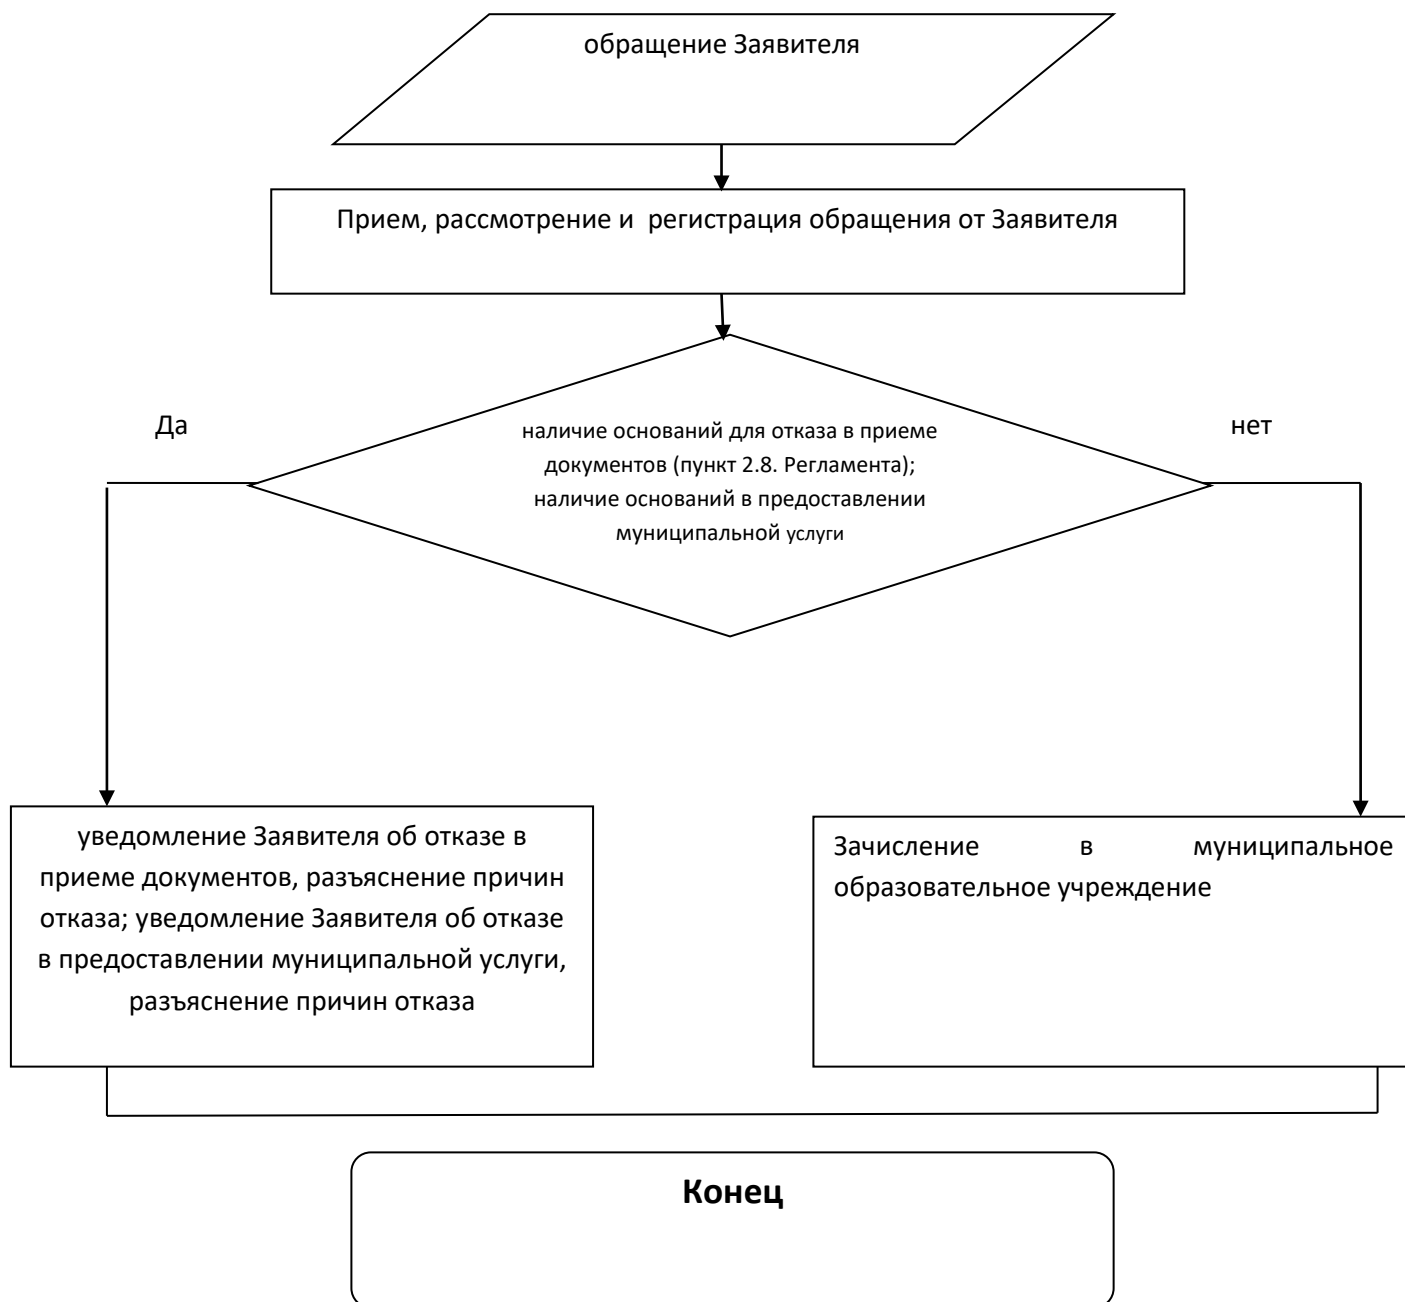 обращение Заявителя
Прием, рассмотрение и  регистрация обращения от Заявителя
Да
нет
наличие оснований для отказа в приеме
документов (пункт 2.8. Регламента);
наличие оснований в предоставлении
муниципальной услуги
уведомление Заявителя об отказе в
приеме документов, разъяснение причин
отказа; уведомление Заявителя об отказе
в предоставлении муниципальной услуги,
разъяснение причин отказа
Зачисление в муниципальное
образовательное учреждение
Конец